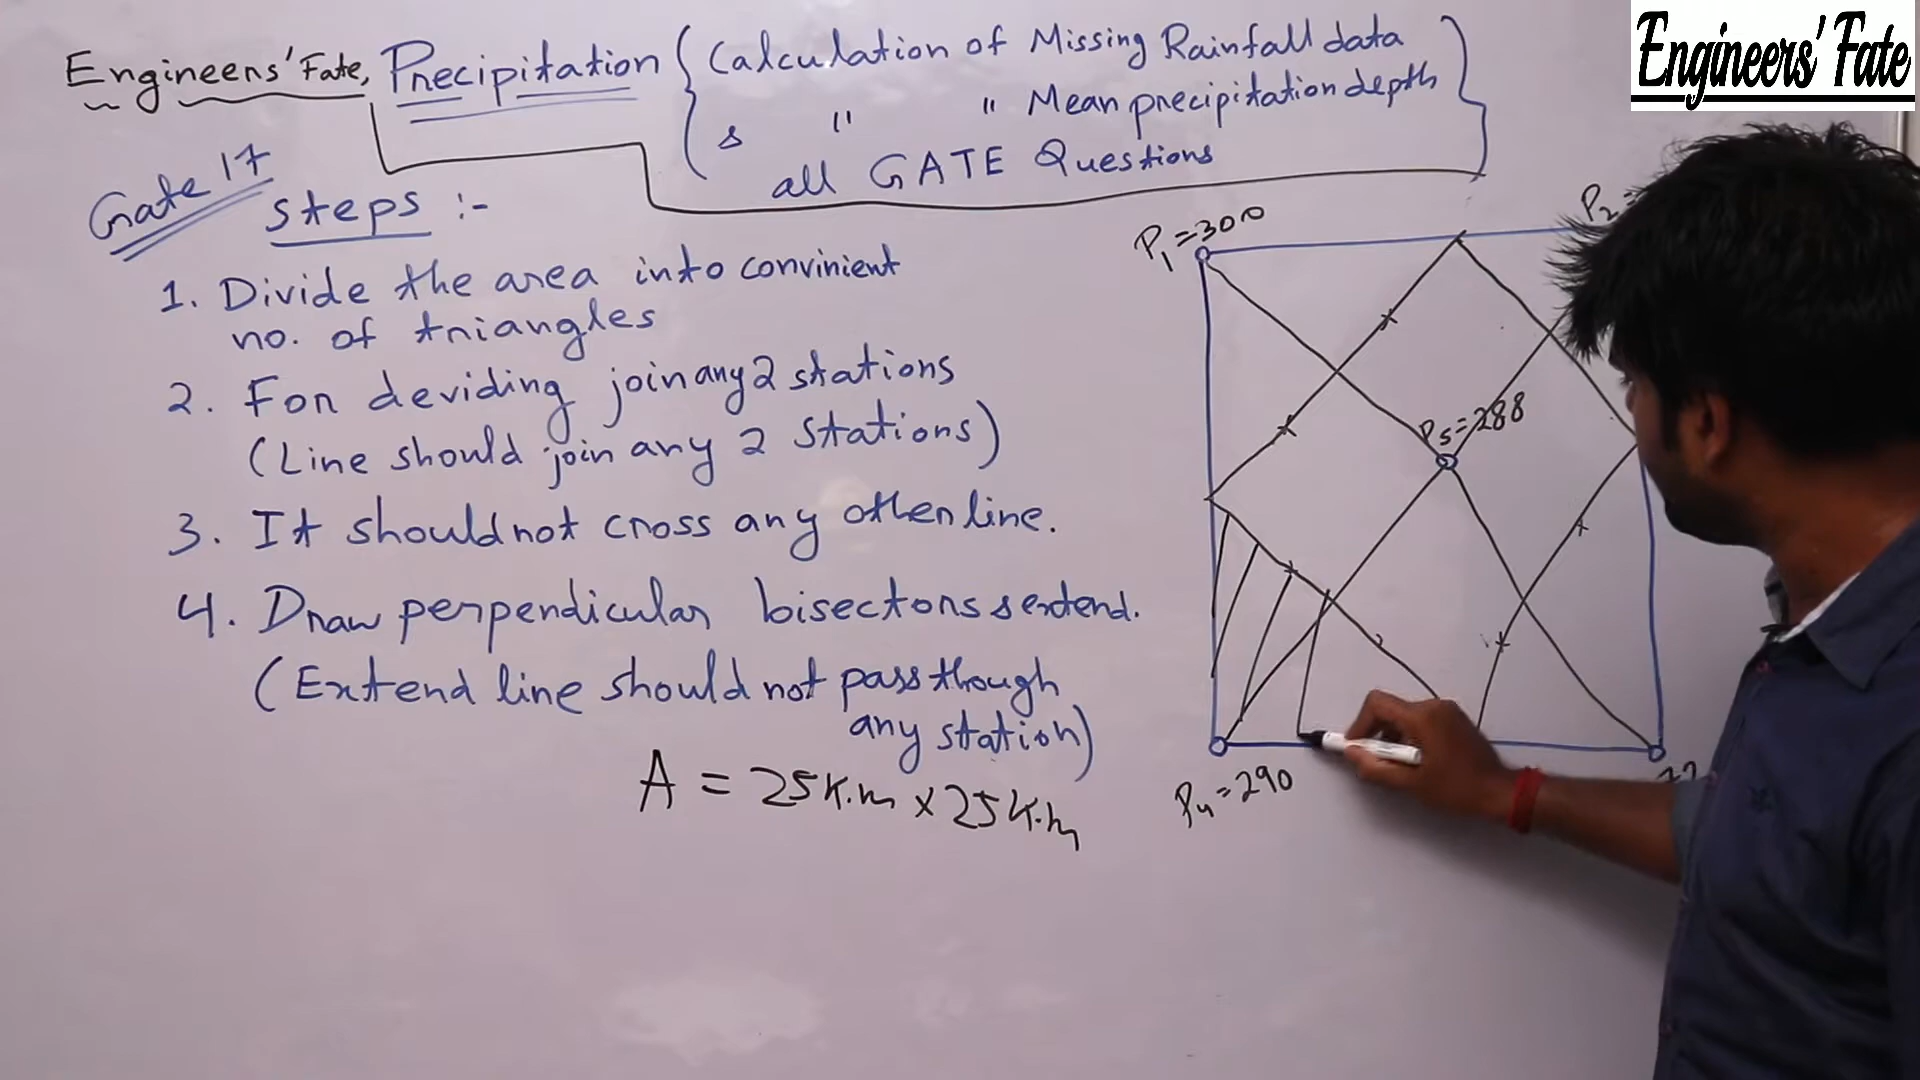 Engineers' Fate
Engineers' Fate, Precipitation { Calculation of Missing Rainfall data
& " " Mean precipitation depth
all GATE Questions }
Gate 17
steps :-
1. Divide the area into convinient
no. of triangles
2. For deviding join any 2 stations
(Line should join any 2 stations)
3. It should not cross any other line.
4. Draw perpendicular bisectors & extend.
(Extend line should not pass though
any station)
A = 25 K.m x 25 K.m
P1 = 300
P2 =
P5 = 288
P4 = 290